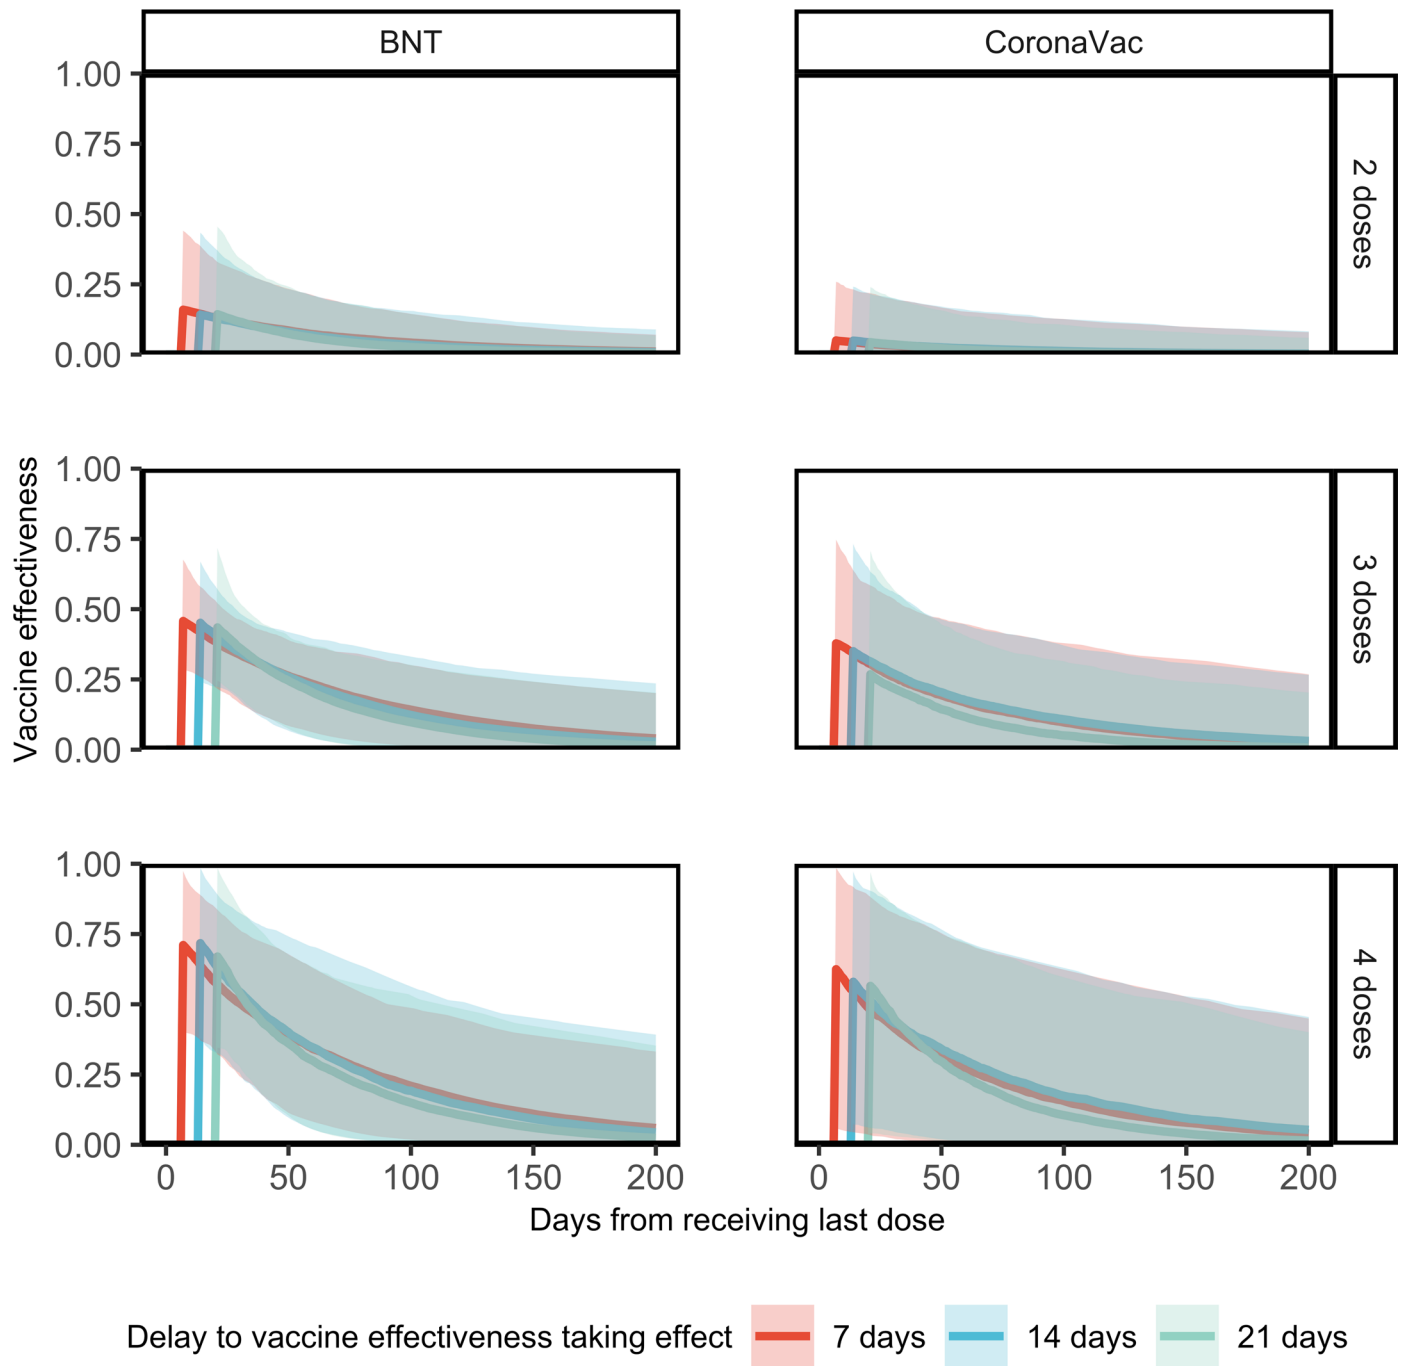 BNT
CoronaVac
1.00
0.75
0.50
0.25
0.00
2 doses
1.00
0.75
0.50
0.25
0.00
3 doses
Vaccine effectiveness
1.00
0.75
0.50
0.25
0.00
4 doses
0 50 100 150 200
0 50 100 150 200
Days from receiving last dose
Delay to vaccine effectiveness taking effect 7 days 14 days 21 days